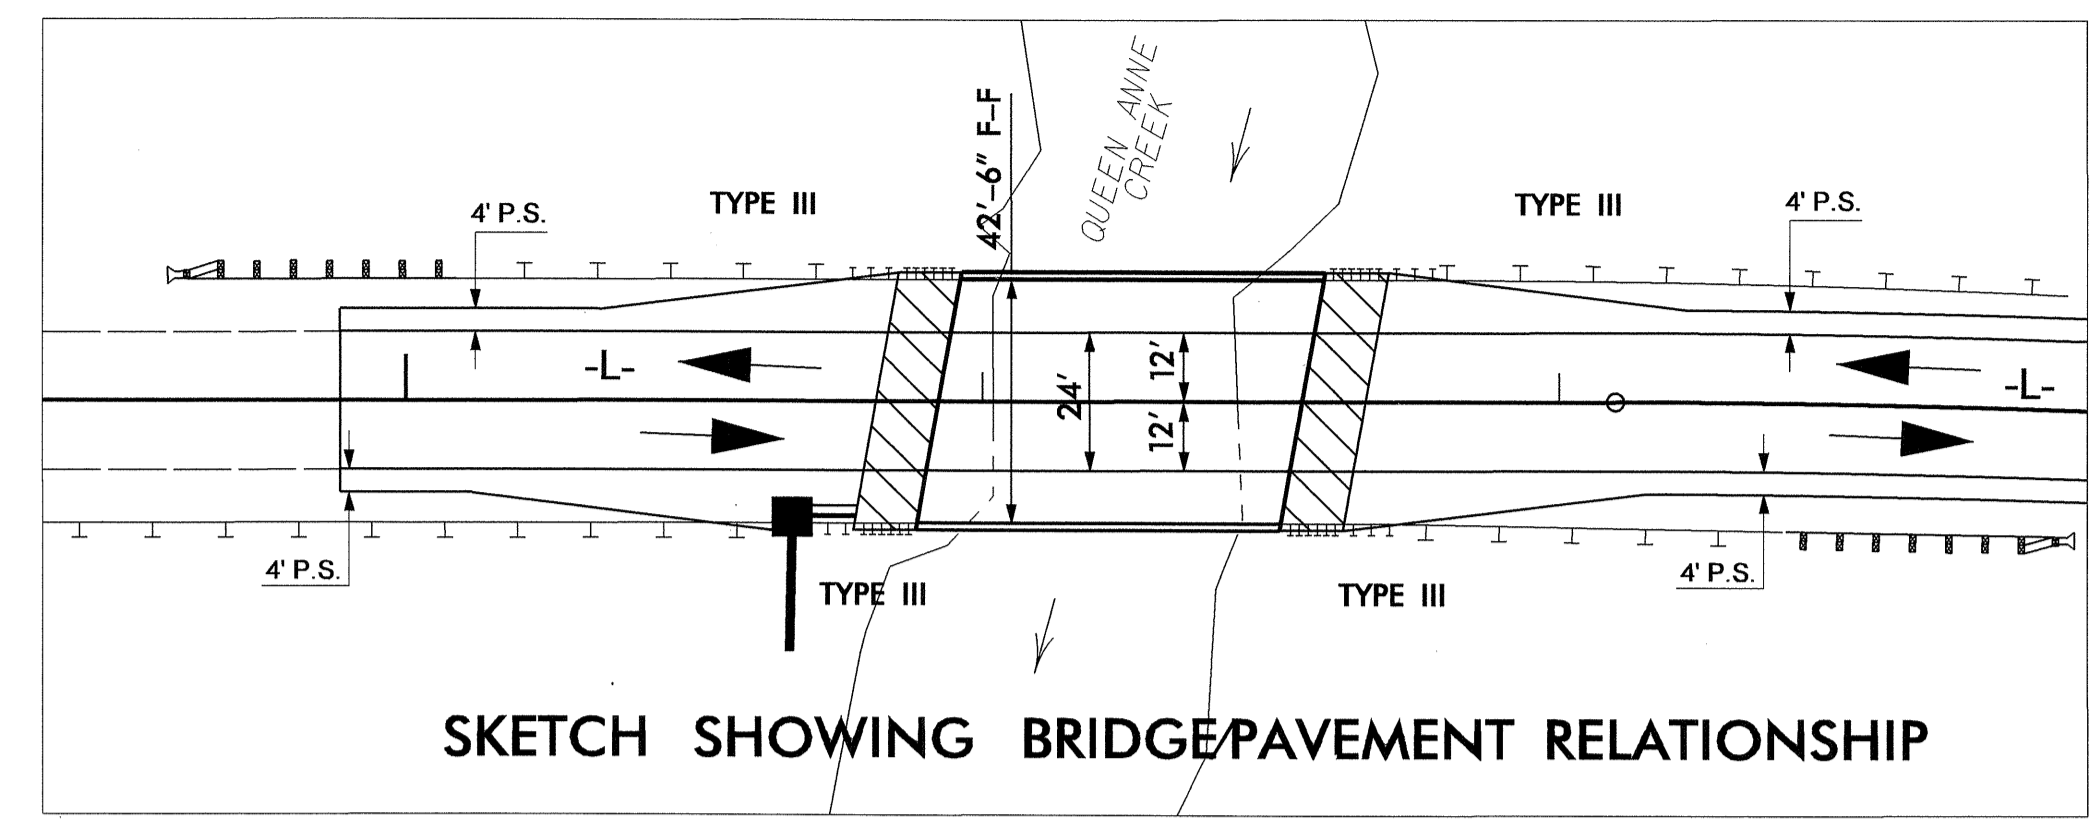 QUEEN ANNE
CREEK
42'-6" F-F
4' P.S.
TYPE III
TYPE III
4' P.S.
-L-
24'
12'
12'
-L-
4' P.S.
TYPE III
TYPE III
4' P.S.
SKETCH SHOWING BRIDGE/PAVEMENT RELATIONSHIP